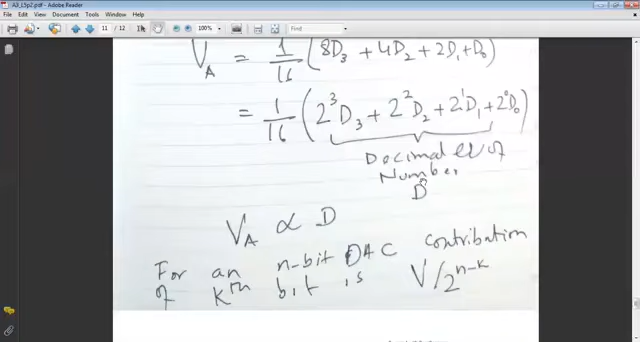 A3_L5p2.pdf - Adobe Reader
File Edit View Document Tools Window Help
11 / 12 100% Find
V_A = 1/16 (8D_3 + 4D_2 + 2D_1 + D_0)
= 1/16 (2^3 D_3 + 2^2 D_2 + 2^1 D_1 + 2^0 D_0)
Decimal of
Number
D
V_A ∝ D
For an n-bit DAC contribution
of kth bit is V/2^{n-k}